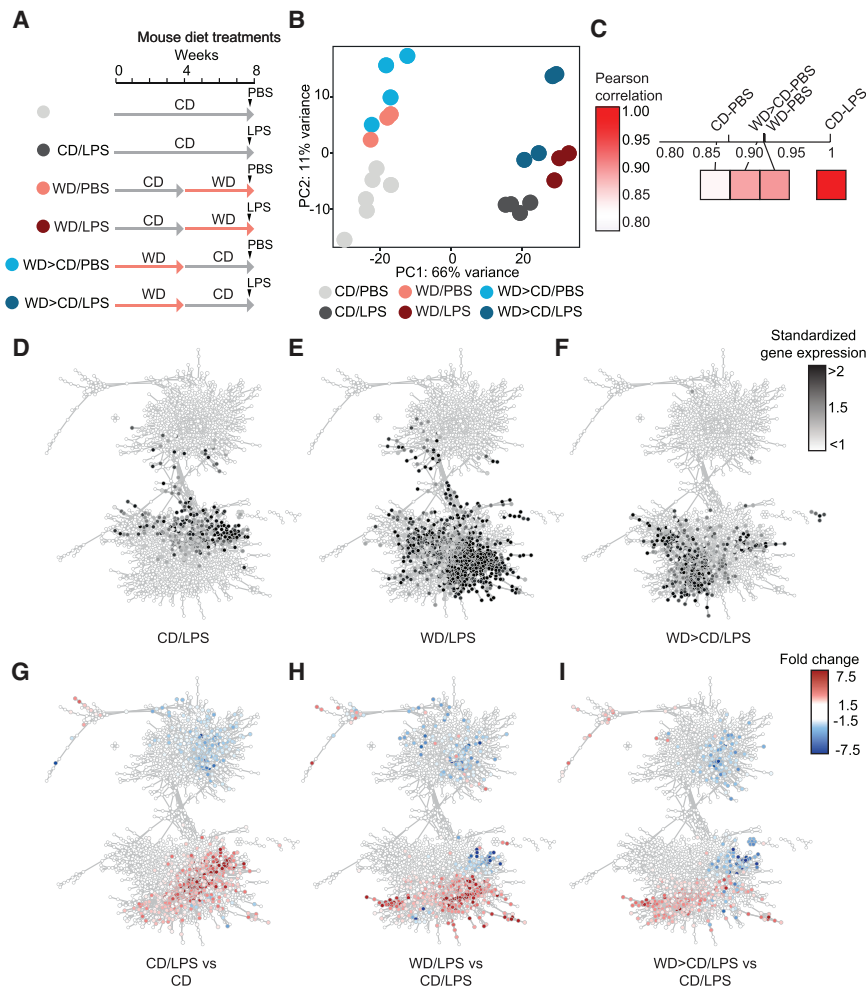 A
Mouse diet treatments
Weeks
0 4 8
PBS
CD
LPS
CD/LPS
CD
PBS
WD/PBS
CD
WD
LPS
WD/LPS
CD
WD
PBS
WD>CD/PBS
WD
CD
LPS
WD>CD/LPS
WD
CD
B
PC2: 11% variance
10
0
-10
-20 0 20
PC1: 66% variance
CD/PBS WD/PBS WD>CD/PBS
CD/LPS WD/LPS WD>CD/LPS
C
Pearson
correlation
1.00
0.95
0.90
0.85
0.80
CD-PBS
WD>CD-PBS
WD-PBS
CD-LPS
0.80 0.85 0.90 0.95 1
D
CD/LPS
E
WD/LPS
F
WD>CD/LPS
Standardized
gene expression
>2
1.5
<1
G
CD/LPS vs
CD
H
WD/LPS vs
CD/LPS
I
WD>CD/LPS vs
CD/LPS
Fold change
7.5
1.5
-1.5
-7.5